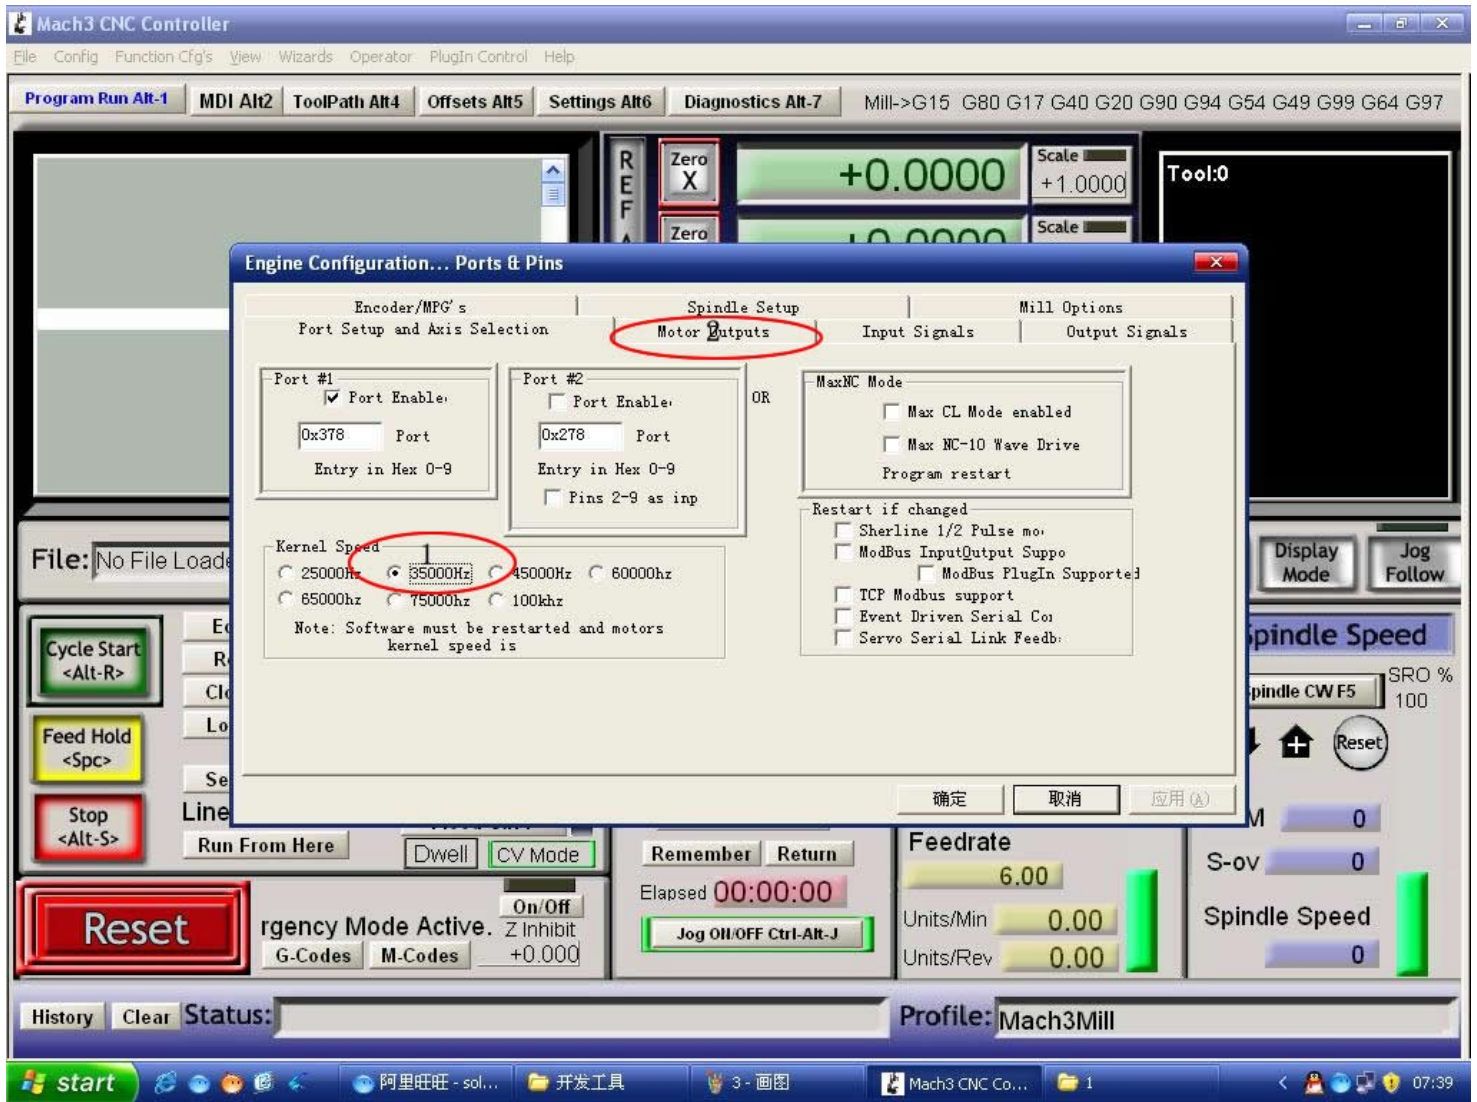 Mach3 CNC Controller
File Config Function Cfg's View Wizards Operator PlugIn Control Help
Program Run Alt-1 MDI Alt2 ToolPath Alt4 Offsets Alt5 Settings Alt6 Diagnostics Alt-7 Mill->G15 G80 G17 G40 G20 G90 G94 G54 G49 G99 G64 G97
R
E
F
Zero
X
+0.0000
Scale
+1.0000
Tool:0
Zero
Scale
Engine Configuration... Ports & Pins
Encoder/MPG's Spindle Setup Mill Options
Port Setup and Axis Selection Motor Outputs Input Signals Output Signals
2
Port #1
Port Enable
0x378 Port
Entry in Hex 0-9
Port #2
Port Enable
0x278 Port
Entry in Hex 0-9
Pins 2-9 as inp
OR
MaxNC Mode
Max CL Mode enabled
Max NC-10 Wave Drive
Program restart
Restart if changed
Sherline 1/2 Pulse mo
ModBus InputOutput Suppo
ModBus PlugIn Supported
TCP Modbus support
Event Driven Serial Co
Servo Serial Link Feedb
Kernel Speed
1
25000Hz 35000Hz 45000Hz 60000hz
65000hz 75000hz 100khz
Note: Software must be restarted and motors
kernel speed is
确定 取消 应用(A)
File: No File Loade
Display
Mode
Jog
Follow
Cycle Start
<Alt-R>
Feed Hold
<Spc>
Stop
<Alt-S>
Ed
R
Clo
Lo
Se
Line
Run From Here
Dwell CV Mode
Remember Return
Elapsed 00:00:00
Jog ON/OFF Ctrl-Alt-J
Feedrate
6.00
Units/Min 0.00
Units/Rev 0.00
pindle Speed
pindle CW F5
SRO %
100
Reset
M 0
S-ov 0
Spindle Speed
0
Reset
rgency Mode Active.
On/Off
Z Inhibit
+0.000
G-Codes M-Codes
History Clear Status:
Profile: Mach3Mill
start 阿里旺旺 - sol... 开发工具 3 - 画图 Mach3 CNC Co... 1 07:39